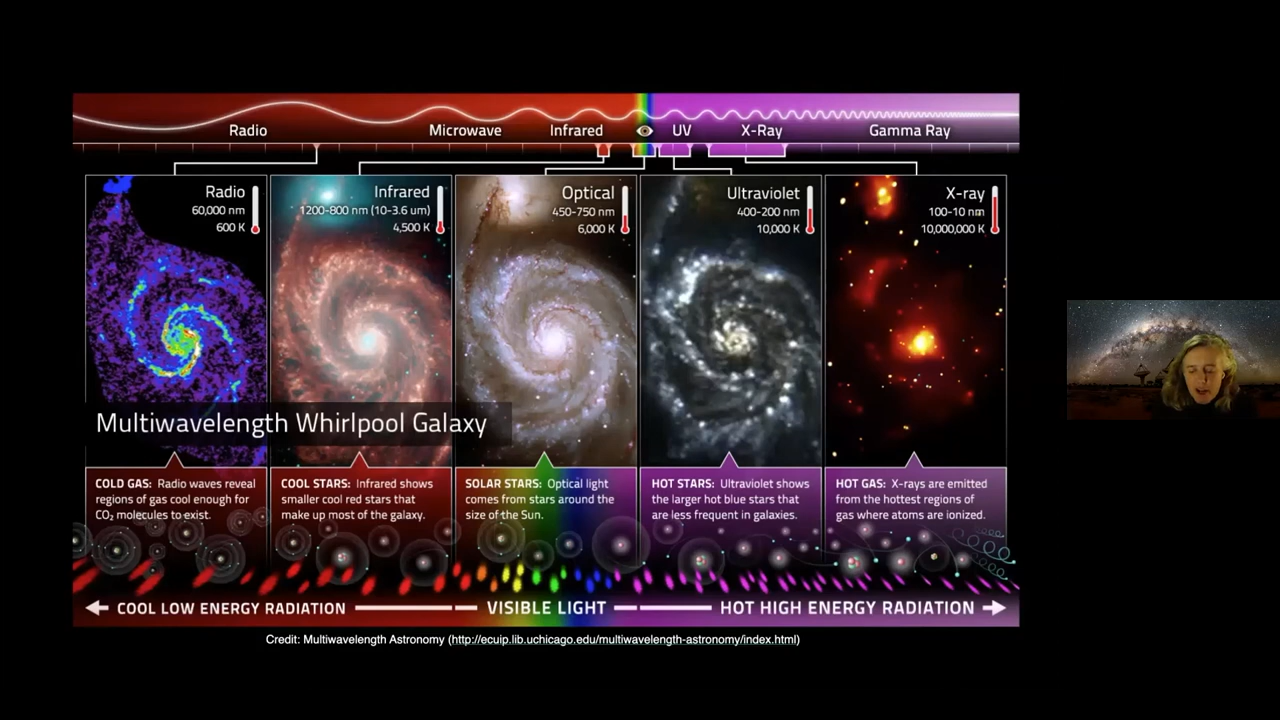 Radio
Microwave
Infrared
UV
X-Ray
Gamma Ray
Radio
60,000 nm
600 K
Infrared
1200-800 nm (10-3.6 um)
4,500 K
Optical
450-750 nm
6,000 K
Ultraviolet
400-200 nm
10,000 K
X-ray
100-10 nm
10,000,000 K
Multiwavelength Whirlpool Galaxy
COLD GAS: Radio waves reveal
regions of gas cool enough for
CO₂ molecules to exist.
COOL STARS: Infrared shows
smaller cool red stars that
make up most of the galaxy.
SOLAR STARS: Optical light
comes from stars around the
size of the Sun.
HOT STARS: Ultraviolet shows
the larger hot blue stars that
are less frequent in galaxies.
HOT GAS: X-rays are emitted
from the hottest regions of
gas where atoms are ionized.
COOL LOW ENERGY RADIATION
VISIBLE LIGHT
HOT HIGH ENERGY RADIATION
Credit: Multiwavelength Astronomy (http://ecuip.lib.uchicago.edu/multiwavelength-astronomy/index.html)